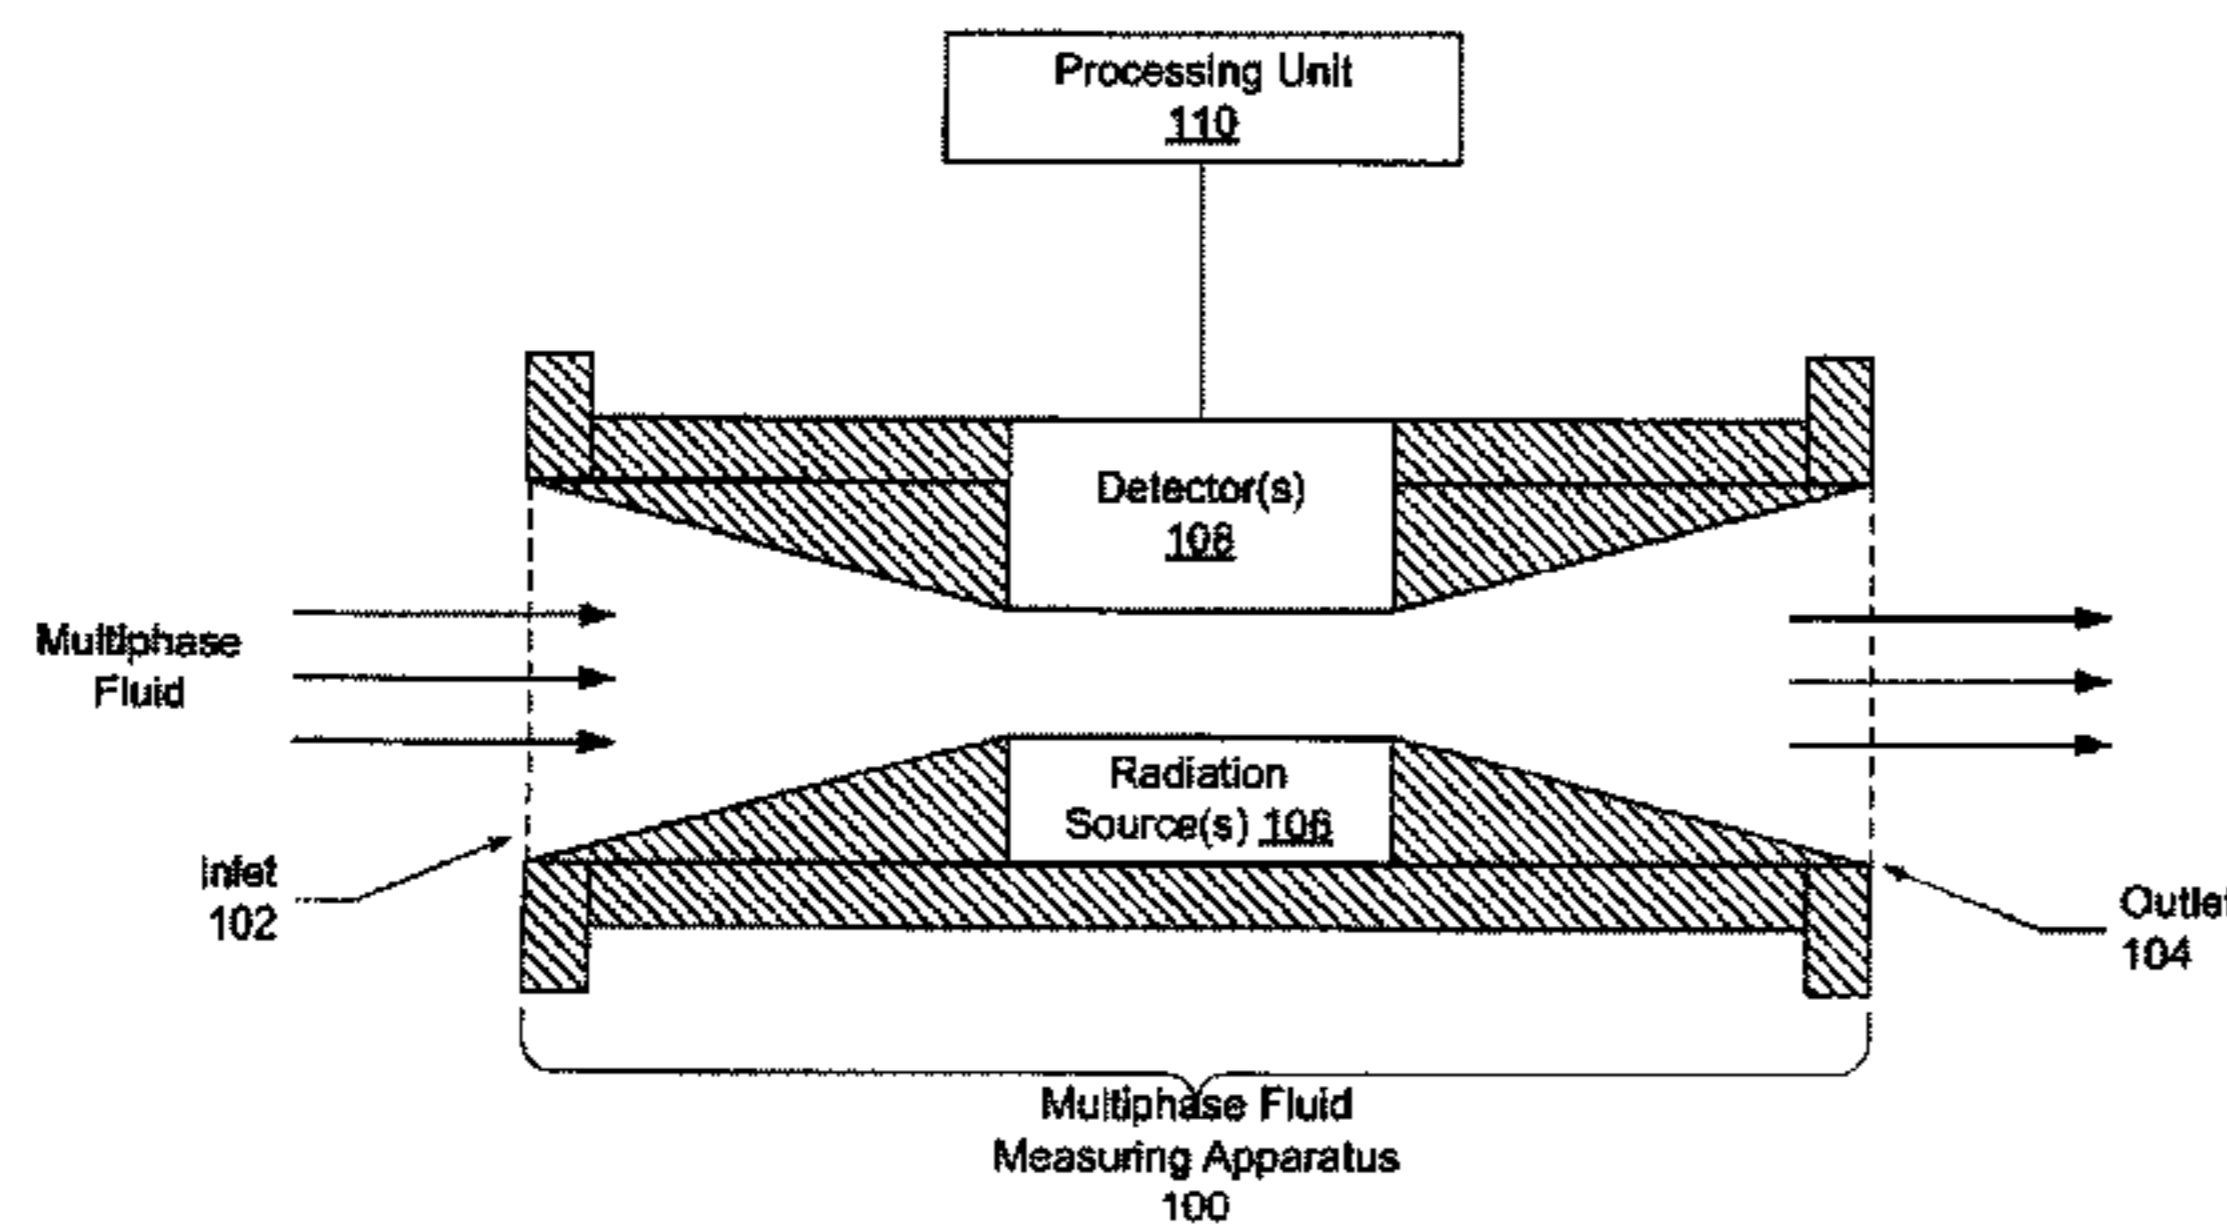 Processing Unit
110
Detector(s)
108
Multiphase
Fluid
Radiation
Source(s) 106
Inlet
102
Outlet
104
Multiphase Fluid
Measuring Apparatus
100